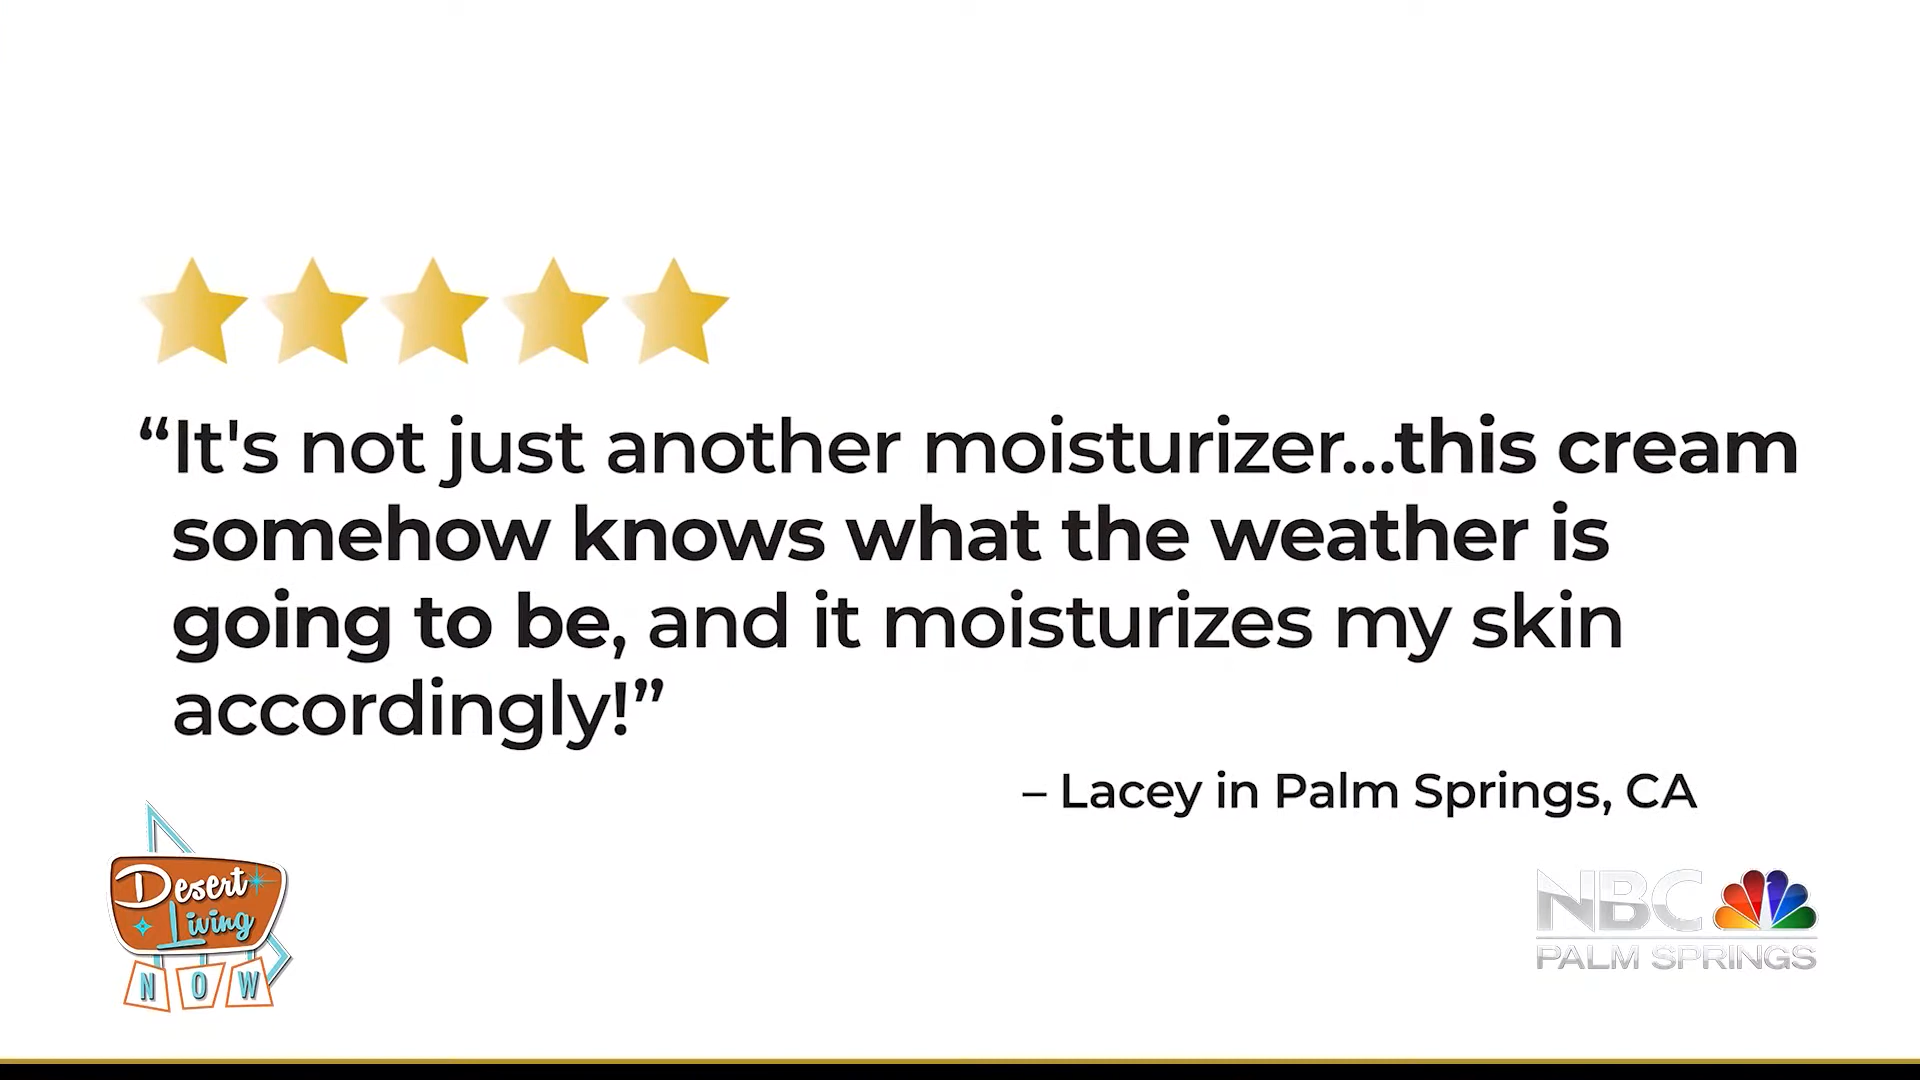 “It's not just another moisturizer...this cream
somehow knows what the weather is
going to be, and it moisturizes my skin
accordingly!”
– Lacey in Palm Springs, CA
Desert
Living
NOW
NBC
PALM SPRINGS